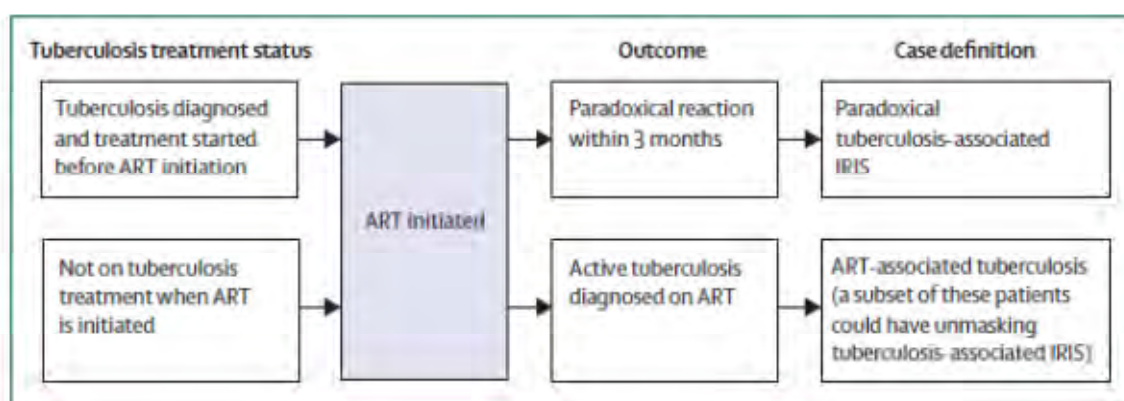 Tuberculosis treatment status
Outcome
Case definition
Tuberculosis diagnosed
and treatment started
before ART initiation
ART initiated
Paradoxical reaction
within 3 months
Paradoxical
tuberculosis-associated
IRIS
Not on tuberculosis
treatment when ART
is initiated
Active tuberculosis
diagnosed on ART
ART-associated tuberculosis
(a subset of these patients
could have unmasking
tuberculosis-associated IRIS)